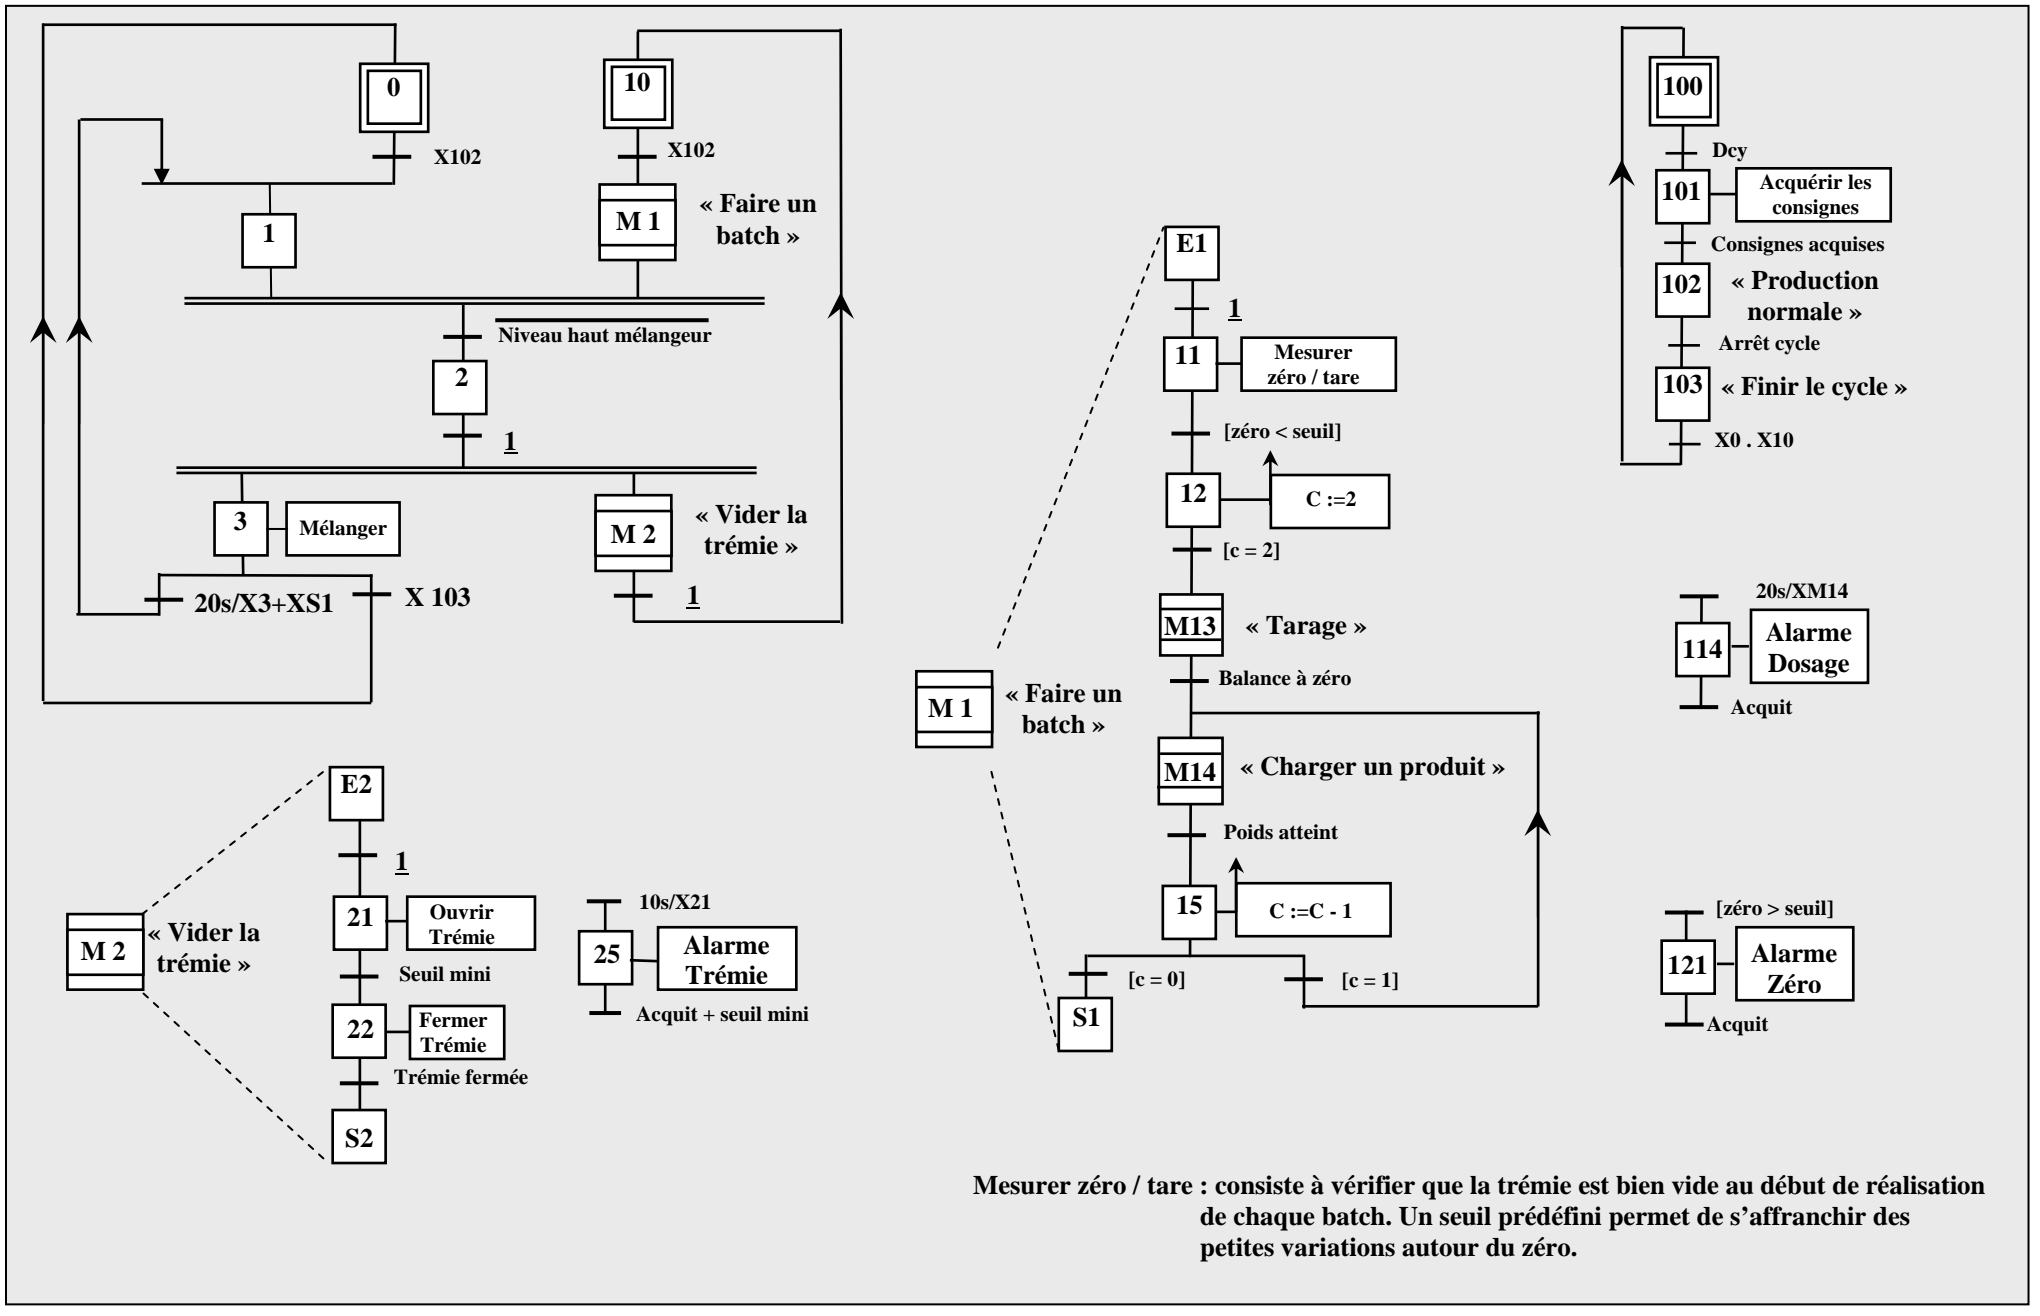 0
X102
1
10
X102
M 1
« Faire un
batch »
Niveau haut mélangeur
2
1
3
Mélanger
20s/X3+XS1
X 103
M 2
« Vider la
trémie »
1
M 2
« Vider la
trémie »
E2
1
21
Ouvrir
Trémie
Seuil mini
22
Fermer
Trémie
Trémie fermée
S2
10s/X21
25
Alarme
Trémie
Acquit + seuil mini
M 1
« Faire un
batch »
E1
1
11
Mesurer
zéro / tare
[zéro < seuil]
12
C :=2
[c = 2]
M13
« Tarage »
Balance à zéro
M14
« Charger un produit »
Poids atteint
15
C :=C - 1
[c = 0]
[c = 1]
S1
100
Dcy
101
Acquérir les
consignes
Consignes acquises
102
« Production
normale »
Arrêt cycle
103
« Finir le cycle »
X0 . X10
20s/XM14
114
Alarme
Dosage
Acquit
[zéro > seuil]
121
Alarme
Zéro
Acquit
Mesurer zéro / tare : consiste à vérifier que la trémie est bien vide au début de réalisation
de chaque batch. Un seuil prédéfini permet de s’affranchir des
petites variations autour du zéro.